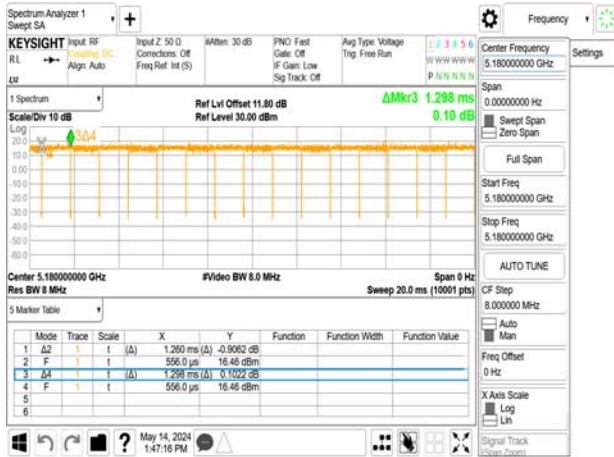 Spectrum Analyzer 1
Swept SA
Frequency
KEYSIGHT
Input: RF
Coupling: DC
Align: Auto
Input Z: 50 Ω
Corrections: Off
Freq Ref: Int (S)
#Atten: 30 dB
PNO: Fast
Gate: Off
IF Gain: Low
Sig Track: Off
Avg Type: Voltage
Trig: Free Run
1 2 3 4 5 6
W W W W W W
P N N N N N
RL
1 Spectrum
Scale/Div 10 dB
Ref Lvl Offset 11.80 dB
Ref Level 30.00 dBm
ΔMkr3 1.298 ms
0.10 dB
Log
3Δ4
20.0
10.0
0.00
-10.0
-20.0
-30.0
-40.0
-50.0
-60.0
Center 5.180000000 GHz
Res BW 8 MHz
#Video BW 8.0 MHz
Span 0 Hz
Sweep 20.0 ms (10001 pts)
5 Marker Table
Mode Trace Scale X Y Function Function Width Function Value
1 Δ2 1 t (Δ) 1.260 ms (Δ) -0.9062 dB
2 F 1 t 556.0 µs 16.46 dBm
3 Δ4 1 t (Δ) 1.298 ms (Δ) 0.1022 dB
4 F 1 t 556.0 µs 16.46 dBm
5
6
May 14, 2024
1:47:16 PM
?
Center Frequency
5.180000000 GHz
Settings
Span
0.00000000 Hz
Swept Span
Zero Span
Full Span
Start Freq
5.180000000 GHz
Stop Freq
5.180000000 GHz
AUTO TUNE
CF Step
8.000000 MHz
Auto
Man
Freq Offset
0 Hz
X Axis Scale
Log
Lin
Signal Track
(Span Zoom)